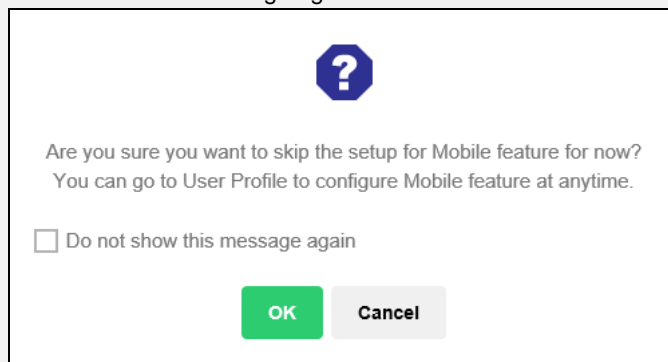 ?
Are you sure you want to skip the setup for Mobile feature for now?
You can go to User Profile to configure Mobile feature at anytime.
Do not show this message again
OK
Cancel